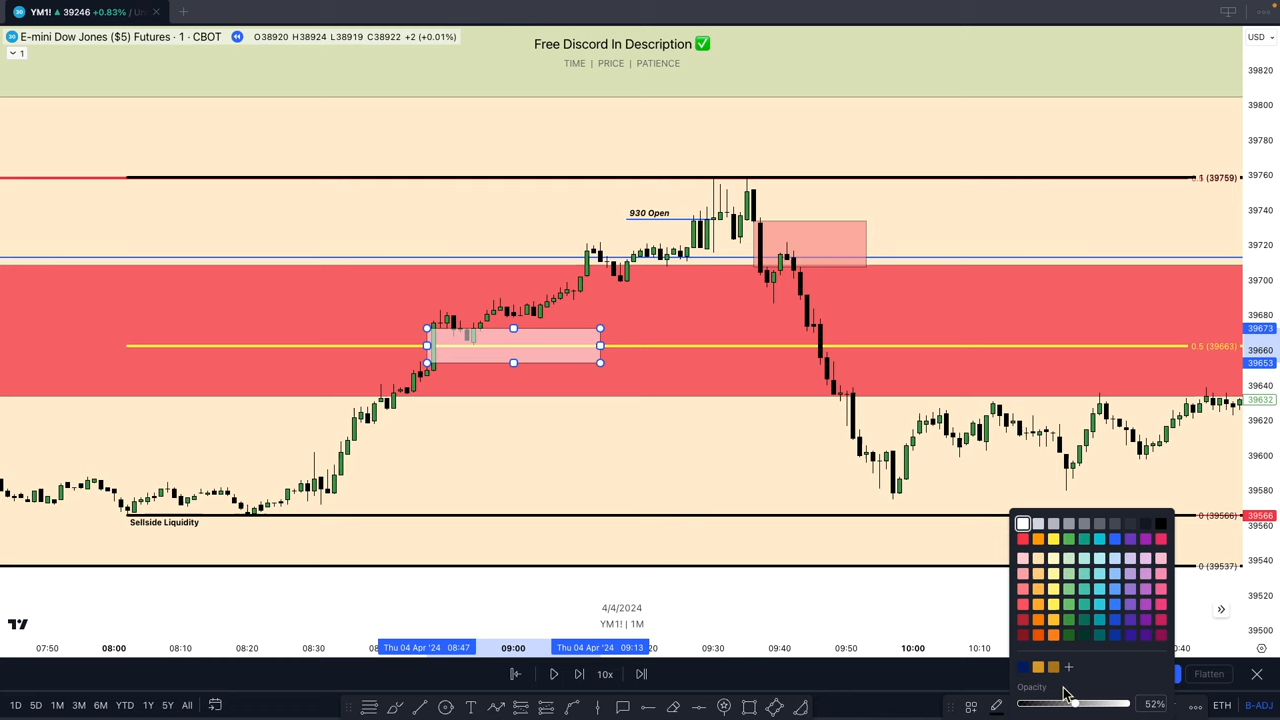 30 YM1! ▲ 39246 +0.83% / Un
30 E-mini Dow Jones ($5) Futures · 1 · CBOT O38920 H38924 L38919 C38922 +2 (+0.01%)
1
Free Discord In Description ✅
TIME | PRICE | PATIENCE
USD
39820
39800
39780
39760
39740
39720
39700
39680
39673
39660
39653
39640
39632
39620
39600
39580
39566
39560
39540
39520
39500
(39759)
930 Open
0.5 (39663)
Sellside Liquidity
0 (39566)
0 (39537)
4/4/2024
YM1! | 1M
07:50 08:00 08:10 08:20 Thu 04 Apr '24 08:47 09:00 Thu 04 Apr '24 09:13 09:30 09:40 09:50 10:00 10:10 :40
10x
Flatten
Opacity
52%
1D 5D 1M 3M 6M YTD 1Y 5Y All
ETH B-ADJ